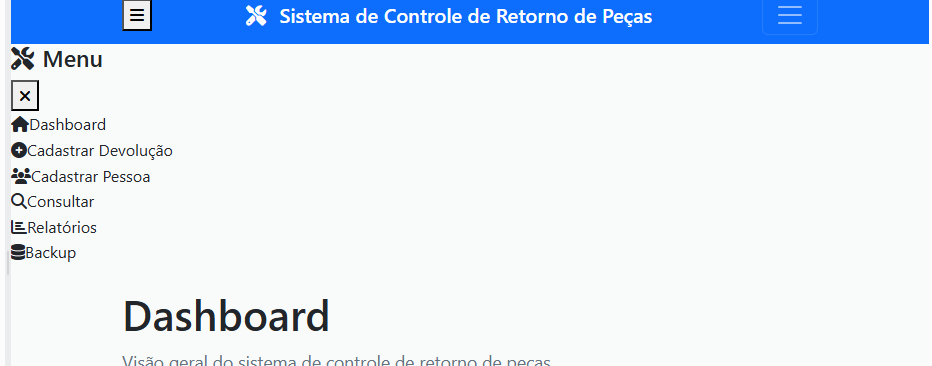 Sistema de Controle de Retorno de Peças
Menu
Dashboard
Cadastrar Devolução
Cadastrar Pessoa
Consultar
Relatórios
Backup
Dashboard
Visão geral do sistema de controle de retorno de peças